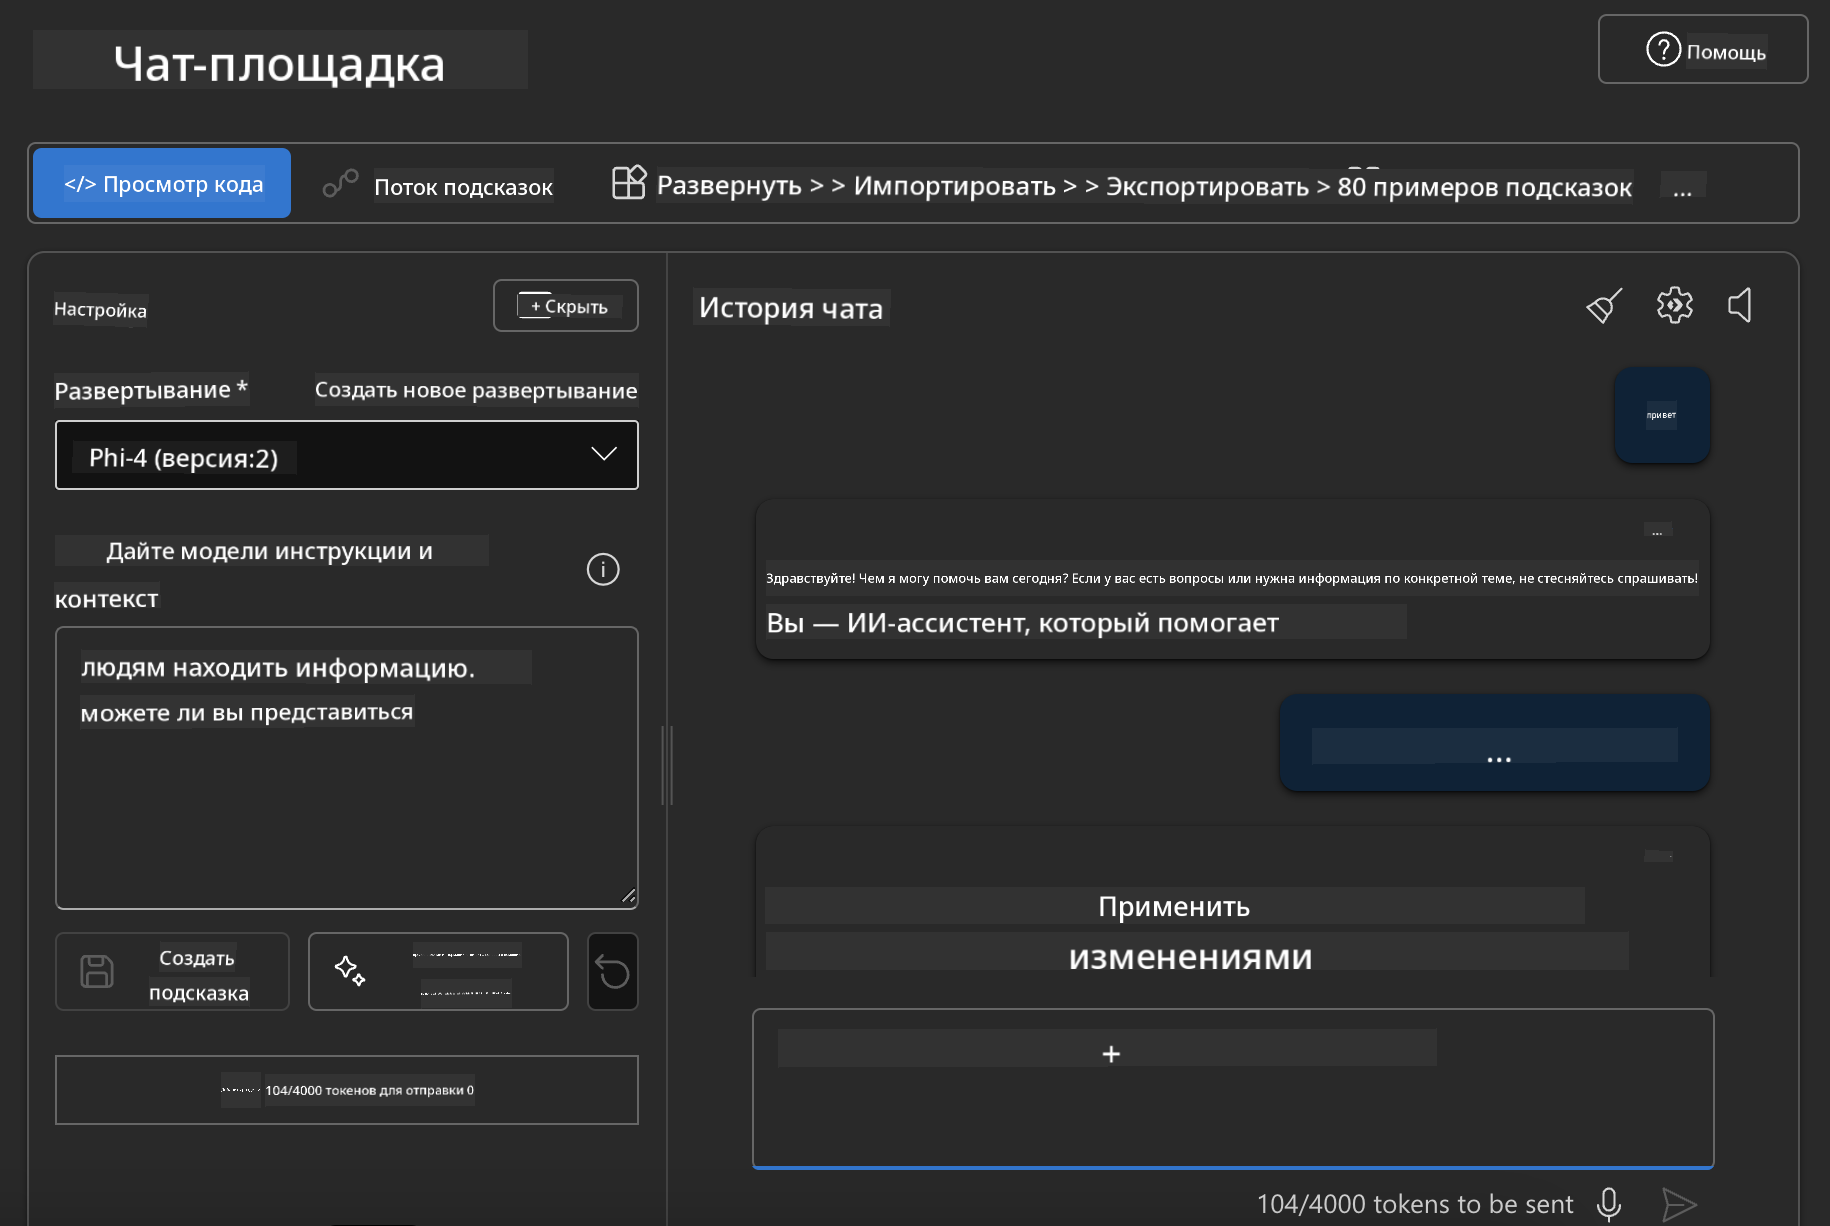 Чат-площадка
Помощь
</> Просмотр кода
Поток подсказок
Развернуть > > Импортировать > > Экспортировать > 80 примеров подсказок
...
Настройка
+ Скрыть
Развертывание *
Создать новое развертывание
Phi-4 (версия:2)
Дайте модели инструкции и
контекст
людям находить информацию.
можете ли вы представиться
Создать
подсказка
104/4000 токенов для отправки 0
История чата
привет
...
Здравствуйте! Чем я могу помочь вам сегодня? Если у вас есть вопросы или нужна информация по конкретной теме, не стесняйтесь спрашивать!
Вы — ИИ-ассистент, который помогает
...
Применить
изменениями
+
104/4000 tokens to be sent